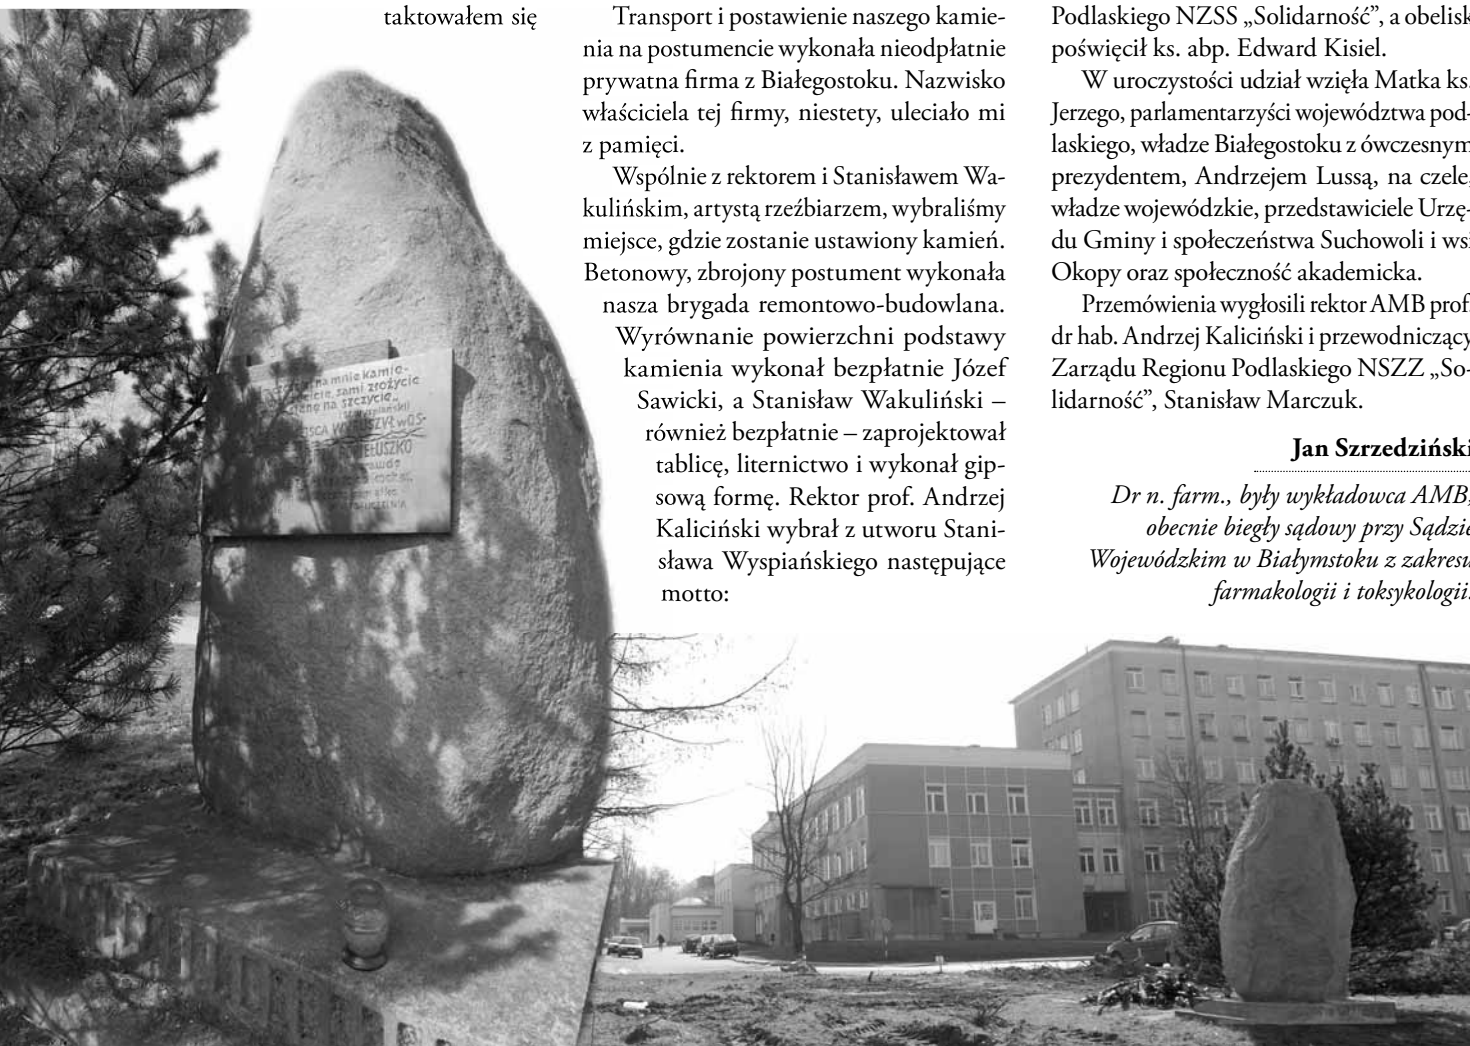 taktowałem się
Transport i postawienie naszego kamie-
nia na postumencie wykonała nieodpłatnie
prywatna firma z Białegostoku. Nazwisko
właściciela tej firmy, niestety, uleciało mi
z pamięci.
Wspólnie z rektorem i Stanisławem Wa-
kulińskim, artystą rzeźbiarzem, wybraliśmy
miejsce, gdzie zostanie ustawiony kamień.
Betonowy, zbrojony postument wykonała
nasza brygada remontowo-budowlana.
Wyrównanie powierzchni podstawy
kamienia wykonał bezpłatnie Józef
Sawicki, a Stanisław Wakuliński –
również bezpłatnie – zaprojektował
tablicę, liternictwo i wykonał gip-
sową formę. Rektor prof. Andrzej
Kaliciński wybrał z utworu Stani-
sława Wyspiańskiego następujące
motto:
Podlaskiego NZSS „Solidarność”, a obelisk
poświęcił ks. abp. Edward Kisiel.
W uroczystości udział wzięła Matka ks.
Jerzego, parlamentarzyści województwa pod-
laskiego, władze Białegostoku z ówczesnym
prezydentem, Andrzejem Lussą, na czele,
władze wojewódzkie, przedstawiciele Urzę-
du Gminy i społeczeństwa Suchowoli i wsi
Okopy oraz społeczność akademicka.
Przemówienia wygłosili rektor AMB prof.
dr hab. Andrzej Kaliciński i przewodniczący
Zarządu Regionu Podlaskiego NSZZ „So-
lidarność”, Stanisław Marczuk.
Jan Szrzedziński
Dr n. farm., były wykładowca AMB,
obecnie biegły sądowy przy Sądzie
Wojewódzkim w Białymstoku z zakresu
farmakologii i toksykologii.
na mnie kamie-
sami zrożycie
na szczycie„
WYRUSZYŁ w OS-